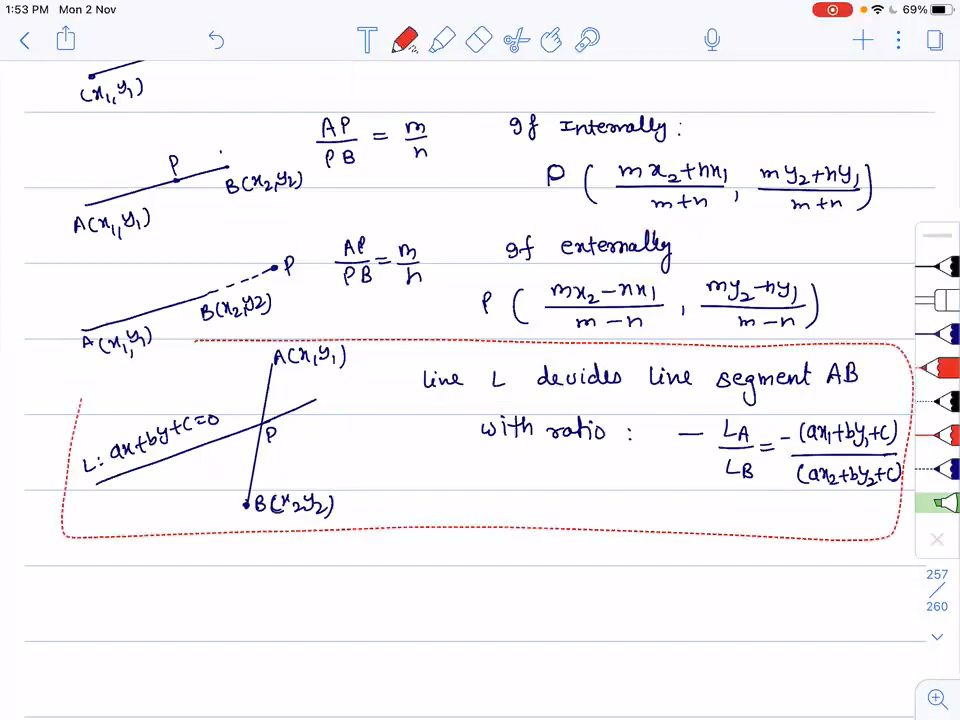 1:53 PM Mon 2 Nov
69%
T
(x₁, y₁)
AP/PB = m/n
If Internally:
P
A(x₁, y₁)
B(x₂, y₂)
P ( (mx₂+nx₁)/(m+n) , (my₂+ny₁)/(m+n) )
AP/PB = m/n
If externally
P
A(x₁, y₁)
B(x₂, y₂)
P ( (mx₂−nx₁)/(m−n) , (my₂−ny₁)/(m−n) )
A(x₁, y₁)
line L devides line segment AB
L: ax+by+c=0
P
with ratio : − L_A/L_B = −(ax₁+by₁+c)/(ax₂+by₂+c)
B(x₂, y₂)
257
/
260